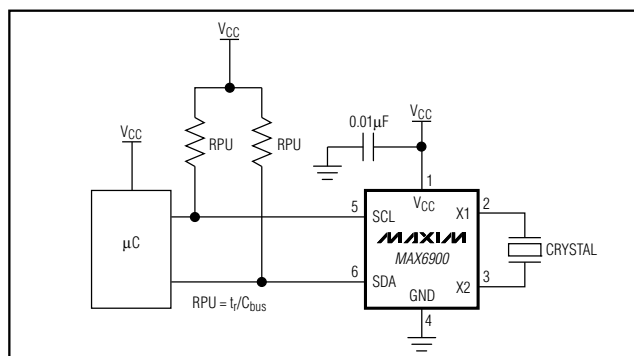 VCC
VCC
0.01μF
VCC
RPU
RPU
1
VCC
μC
5
SCL
X1
2
MAXIM
MAX6900
CRYSTAL
6
SDA
X2
3
GND
RPU = tr/Cbus
4